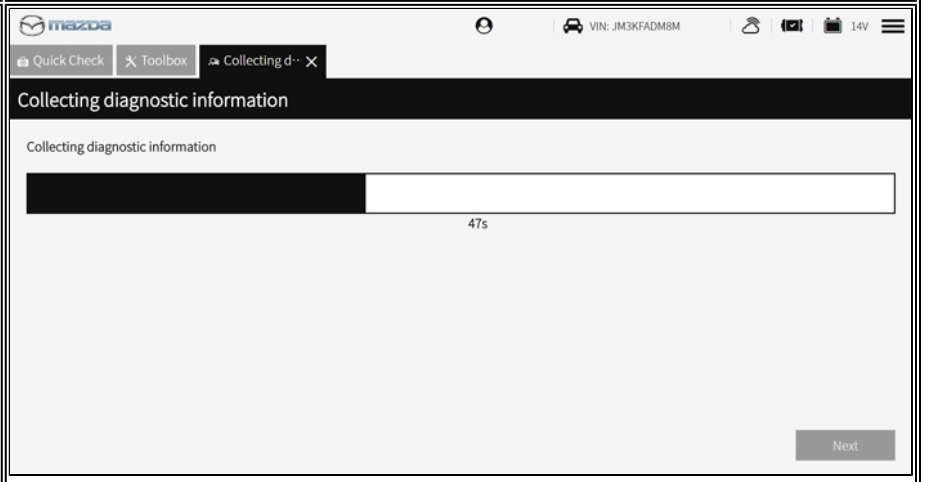 mazda
VIN: JM3KFADM8M
14V
Quick Check
Toolbox
Collecting d··
Collecting diagnostic information
Collecting diagnostic information
47s
Next